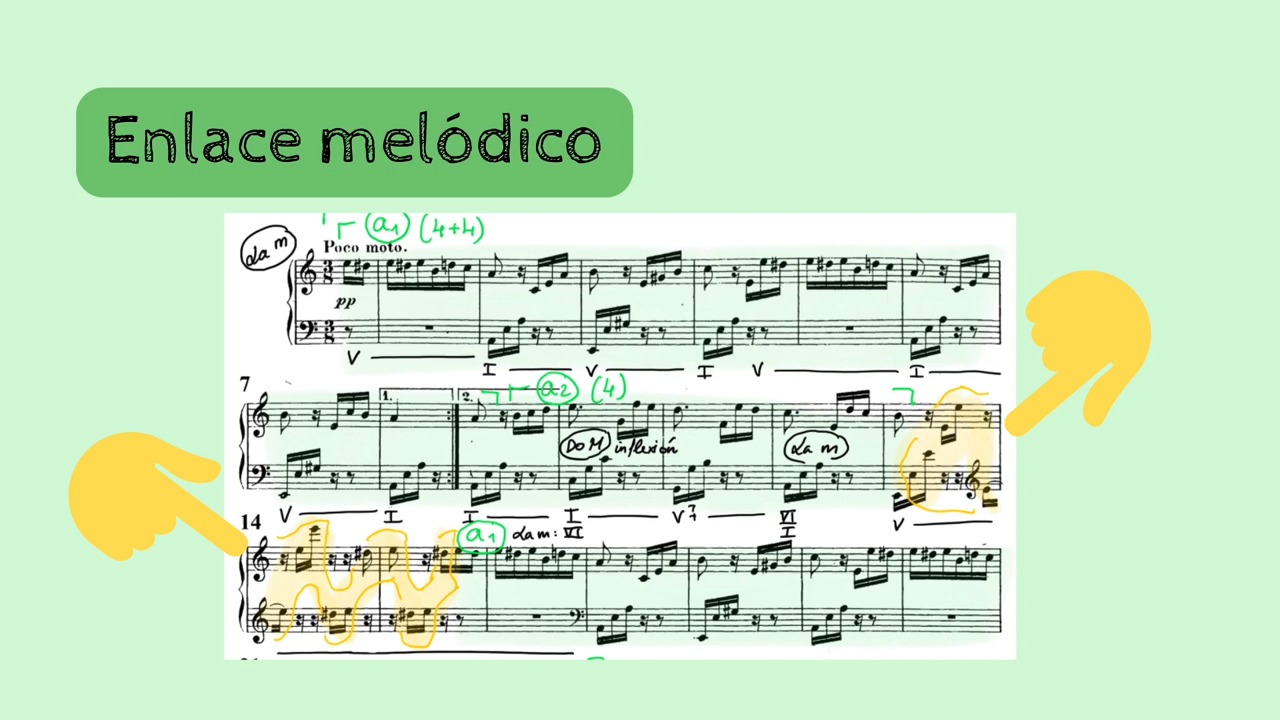 Enlace melódico
a1 (4+4)
La m
Poco moto.
pp
V I V I V I
7
1. 2. a2 (4)
Do M inflexión La m
V I I I V7 VI V
I
14
a1 La m: VI